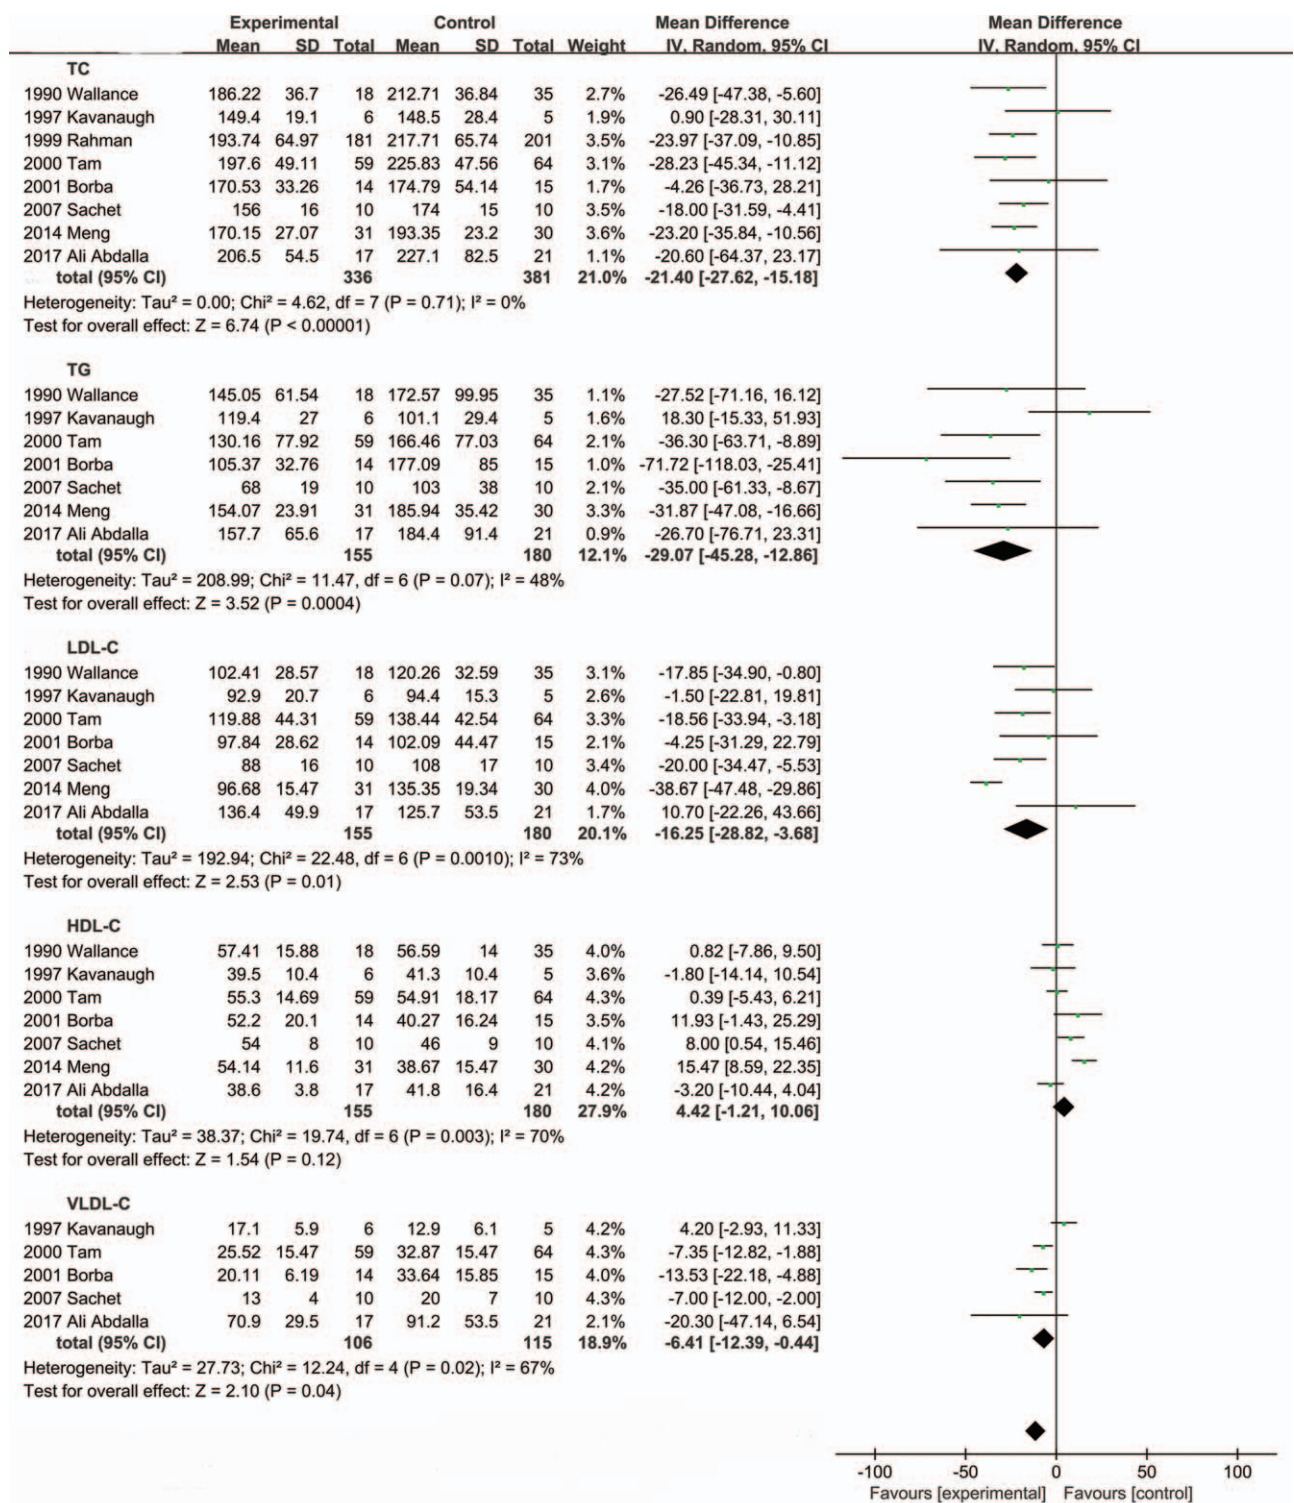 Experimental Control Mean Difference Mean Difference
Mean SD Total Mean SD Total Weight IV, Random, 95% CI IV, Random, 95% CI
TC
1990 Wallance 186.22 36.7 18 212.71 36.84 35 2.7% -26.49 [-47.38, -5.60]
1997 Kavanaugh 149.4 19.1 6 148.5 28.4 5 1.9% 0.90 [-28.31, 30.11]
1999 Rahman 193.74 64.97 181 217.71 65.74 201 3.5% -23.97 [-37.09, -10.85]
2000 Tam 197.6 49.11 59 225.83 47.56 64 3.1% -28.23 [-45.34, -11.12]
2001 Borba 170.53 33.26 14 174.79 54.14 15 1.7% -4.26 [-36.73, 28.21]
2007 Sachet 156 16 10 174 15 10 3.5% -18.00 [-31.59, -4.41]
2014 Meng 170.15 27.07 31 193.35 23.2 30 3.6% -23.20 [-35.84, -10.56]
2017 Ali Abdalla 206.5 54.5 17 227.1 82.5 21 1.1% -20.60 [-64.37, 23.17]
total (95% CI) 336 381 21.0% -21.40 [-27.62, -15.18]
Heterogeneity: Tau² = 0.00; Chi² = 4.62, df = 7 (P = 0.71); I² = 0%
Test for overall effect: Z = 6.74 (P < 0.00001)
TG
1990 Wallance 145.05 61.54 18 172.57 99.95 35 1.1% -27.52 [-71.16, 16.12]
1997 Kavanaugh 119.4 27 6 101.1 29.4 5 1.6% 18.30 [-15.33, 51.93]
2000 Tam 130.16 77.92 59 166.46 77.03 64 2.1% -36.30 [-63.71, -8.89]
2001 Borba 105.37 32.76 14 177.09 85 15 1.0% -71.72 [-118.03, -25.41]
2007 Sachet 68 19 10 103 38 10 2.1% -35.00 [-61.33, -8.67]
2014 Meng 154.07 23.91 31 185.94 35.42 30 3.3% -31.87 [-47.08, -16.66]
2017 Ali Abdalla 157.7 65.6 17 184.4 91.4 21 0.9% -26.70 [-76.71, 23.31]
total (95% CI) 155 180 12.1% -29.07 [-45.28, -12.86]
Heterogeneity: Tau² = 208.99; Chi² = 11.47, df = 6 (P = 0.07); I² = 48%
Test for overall effect: Z = 3.52 (P = 0.0004)
LDL-C
1990 Wallance 102.41 28.57 18 120.26 32.59 35 3.1% -17.85 [-34.90, -0.80]
1997 Kavanaugh 92.9 20.7 6 94.4 15.3 5 2.6% -1.50 [-22.81, 19.81]
2000 Tam 119.88 44.31 59 138.44 42.54 64 3.3% -18.56 [-33.94, -3.18]
2001 Borba 97.84 28.62 14 102.09 44.47 15 2.1% -4.25 [-31.29, 22.79]
2007 Sachet 88 16 10 108 17 10 3.4% -20.00 [-34.47, -5.53]
2014 Meng 96.68 15.47 31 135.35 19.34 30 4.0% -38.67 [-47.48, -29.86]
2017 Ali Abdalla 136.4 49.9 17 125.7 53.5 21 1.7% 10.70 [-22.26, 43.66]
total (95% CI) 155 180 20.1% -16.25 [-28.82, -3.68]
Heterogeneity: Tau² = 192.94; Chi² = 22.48, df = 6 (P = 0.0010); I² = 73%
Test for overall effect: Z = 2.53 (P = 0.01)
HDL-C
1990 Wallance 57.41 15.88 18 56.59 14 35 4.0% 0.82 [-7.86, 9.50]
1997 Kavanaugh 39.5 10.4 6 41.3 10.4 5 3.6% -1.80 [-14.14, 10.54]
2000 Tam 55.3 14.69 59 54.91 18.17 64 4.3% 0.39 [-5.43, 6.21]
2001 Borba 52.2 20.1 14 40.27 16.24 15 3.5% 11.93 [-1.43, 25.29]
2007 Sachet 54 8 10 46 9 10 4.1% 8.00 [0.54, 15.46]
2014 Meng 54.14 11.6 31 38.67 15.47 30 4.2% 15.47 [8.59, 22.35]
2017 Ali Abdalla 38.6 3.8 17 41.8 16.4 21 4.2% -3.20 [-10.44, 4.04]
total (95% CI) 155 180 27.9% 4.42 [-1.21, 10.06]
Heterogeneity: Tau² = 38.37; Chi² = 19.74, df = 6 (P = 0.003); I² = 70%
Test for overall effect: Z = 1.54 (P = 0.12)
VLDL-C
1997 Kavanaugh 17.1 5.9 6 12.9 6.1 5 4.2% 4.20 [-2.93, 11.33]
2000 Tam 25.52 15.47 59 32.87 15.47 64 4.3% -7.35 [-12.82, -1.88]
2001 Borba 20.11 6.19 14 33.64 15.85 15 4.0% -13.53 [-22.18, -4.88]
2007 Sachet 13 4 10 20 7 10 4.3% -7.00 [-12.00, -2.00]
2017 Ali Abdalla 70.9 29.5 17 91.2 53.5 21 2.1% -20.30 [-47.14, 6.54]
total (95% CI) 106 115 18.9% -6.41 [-12.39, -0.44]
Heterogeneity: Tau² = 27.73; Chi² = 12.24, df = 4 (P = 0.02); I² = 67%
Test for overall effect: Z = 2.10 (P = 0.04)
-100 -50 0 50 100
Favours [experimental] Favours [control]